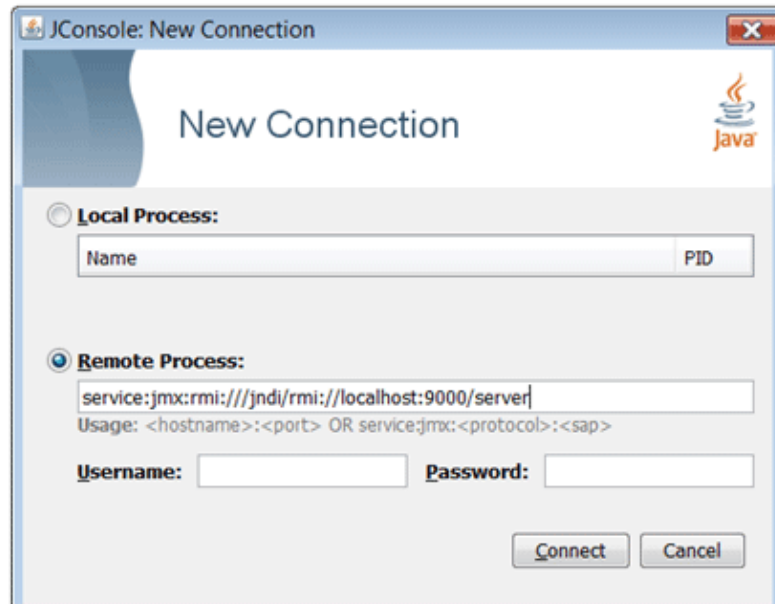 JConsole: New Connection
New Connection
Java
Local Process:
Name PID
Remote Process:
service:jmx:rmi:///jndi/rmi://localhost:9000/server
Usage: <hostname>:<port> OR service:jmx:<protocol>:<sap>
Username: Password:
Connect Cancel